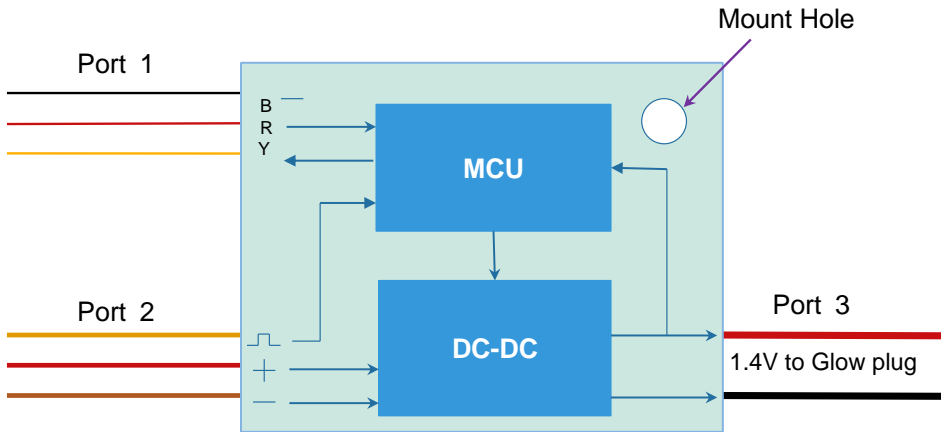 Mount Hole
Port 1
B
R
Y
MCU
Port 2
DC-DC
Port 3
1.4V to Glow plug